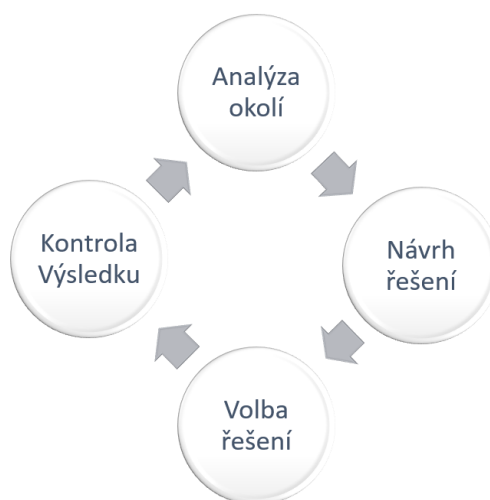 Analýza
okolí
Návrh
řešení
Volba
řešení
Kontrola
Výsledku